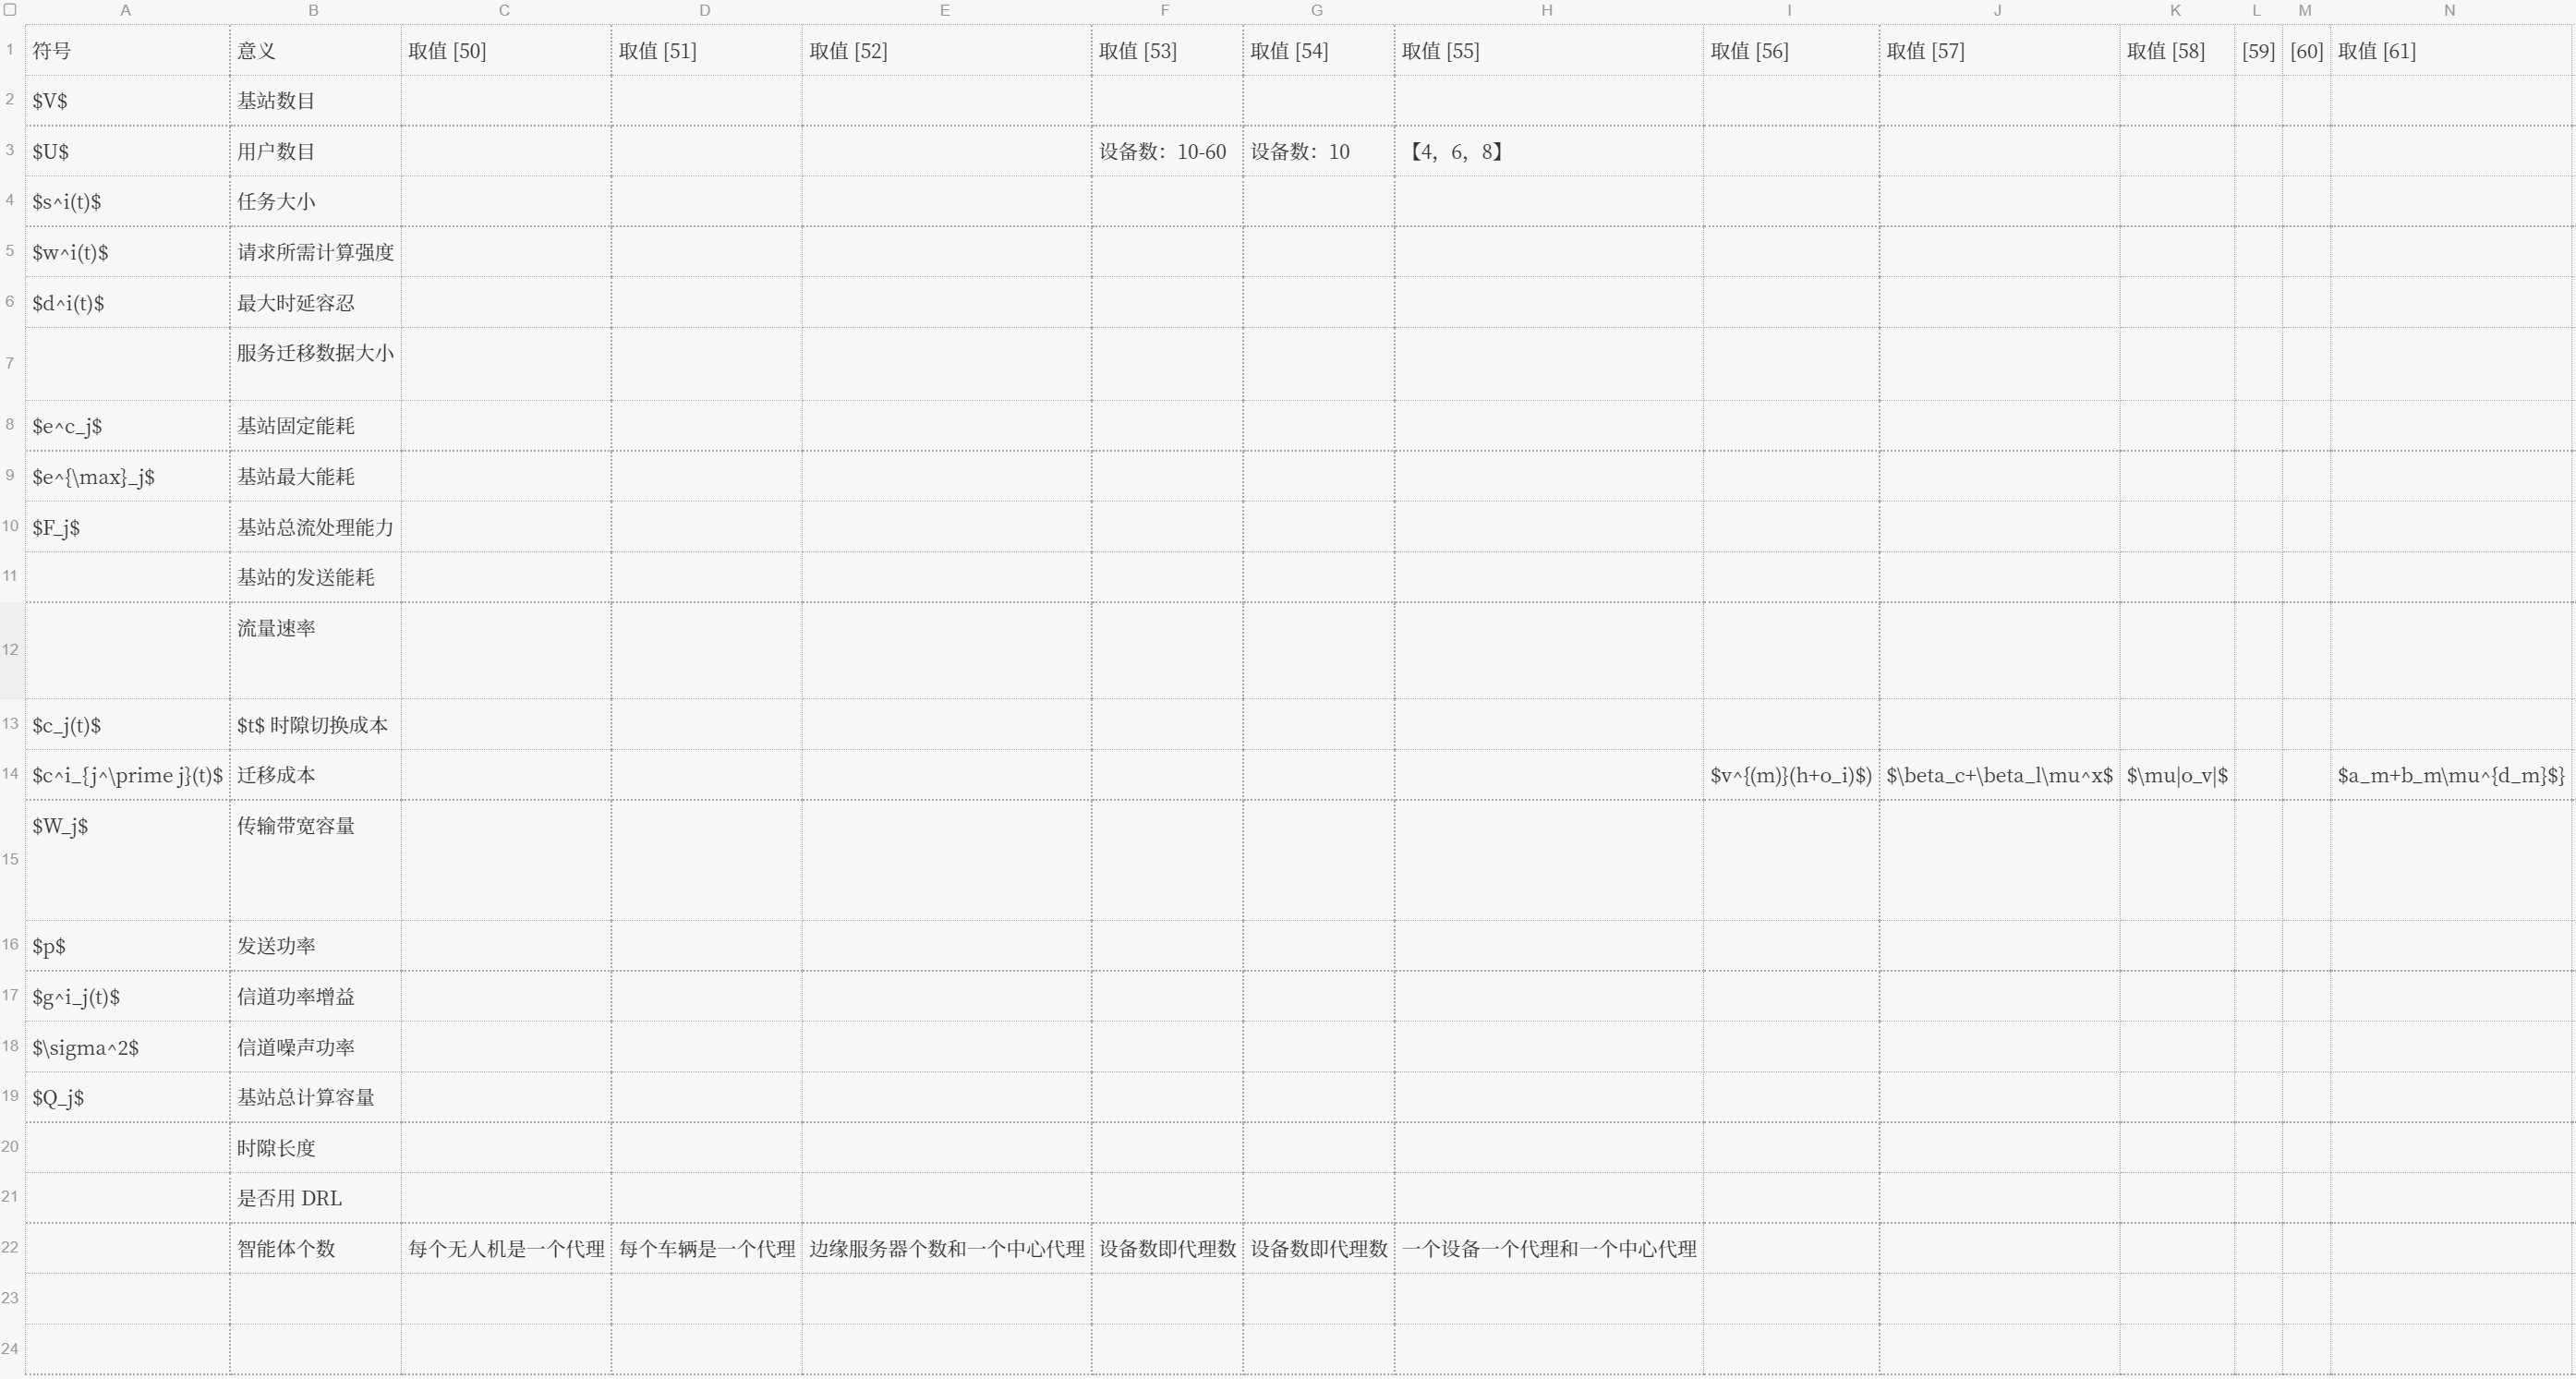 A B C D E F G H I J K L M N
1 符号 意义 取值 [50] 取值 [51] 取值 [52] 取值 [53] 取值 [54] 取值 [55] 取值 [56] 取值 [57] 取值 [58] [59] [60] 取值 [61]
2 $V$ 基站数目
3 $U$ 用户数目 设备数：10-60 设备数：10 【4，6，8】
4 $s^i(t)$ 任务大小
5 $w^i(t)$ 请求所需计算强度
6 $d^i(t)$ 最大时延容忍
7 服务迁移数据大小
8 $e^c_j$ 基站固定能耗
9 $e^{\max}_j$ 基站最大能耗
10 $F_j$ 基站总流处理能力
11 基站的发送能耗
12 流量速率
13 $c_j(t)$ $t$ 时隙切换成本
14 $c^i_{j^\prime j}(t)$ 迁移成本 $v^{(m)}(h+o_i)$) $\beta_c+\beta_l\mu^x$ $\mu|o_v|$ $a_m+b_m\mu^{d_m}$}
15 $W_j$ 传输带宽容量
16 $p$ 发送功率
17 $g^i_j(t)$ 信道功率增益
18 $\sigma^2$ 信道噪声功率
19 $Q_j$ 基站总计算容量
20 时隙长度
21 是否用 DRL
22 智能体个数 每个无人机是一个代理 每个车辆是一个代理 边缘服务器个数和一个中心代理 设备数即代理数 设备数即代理数 一个设备一个代理和一个中心代理
23
24